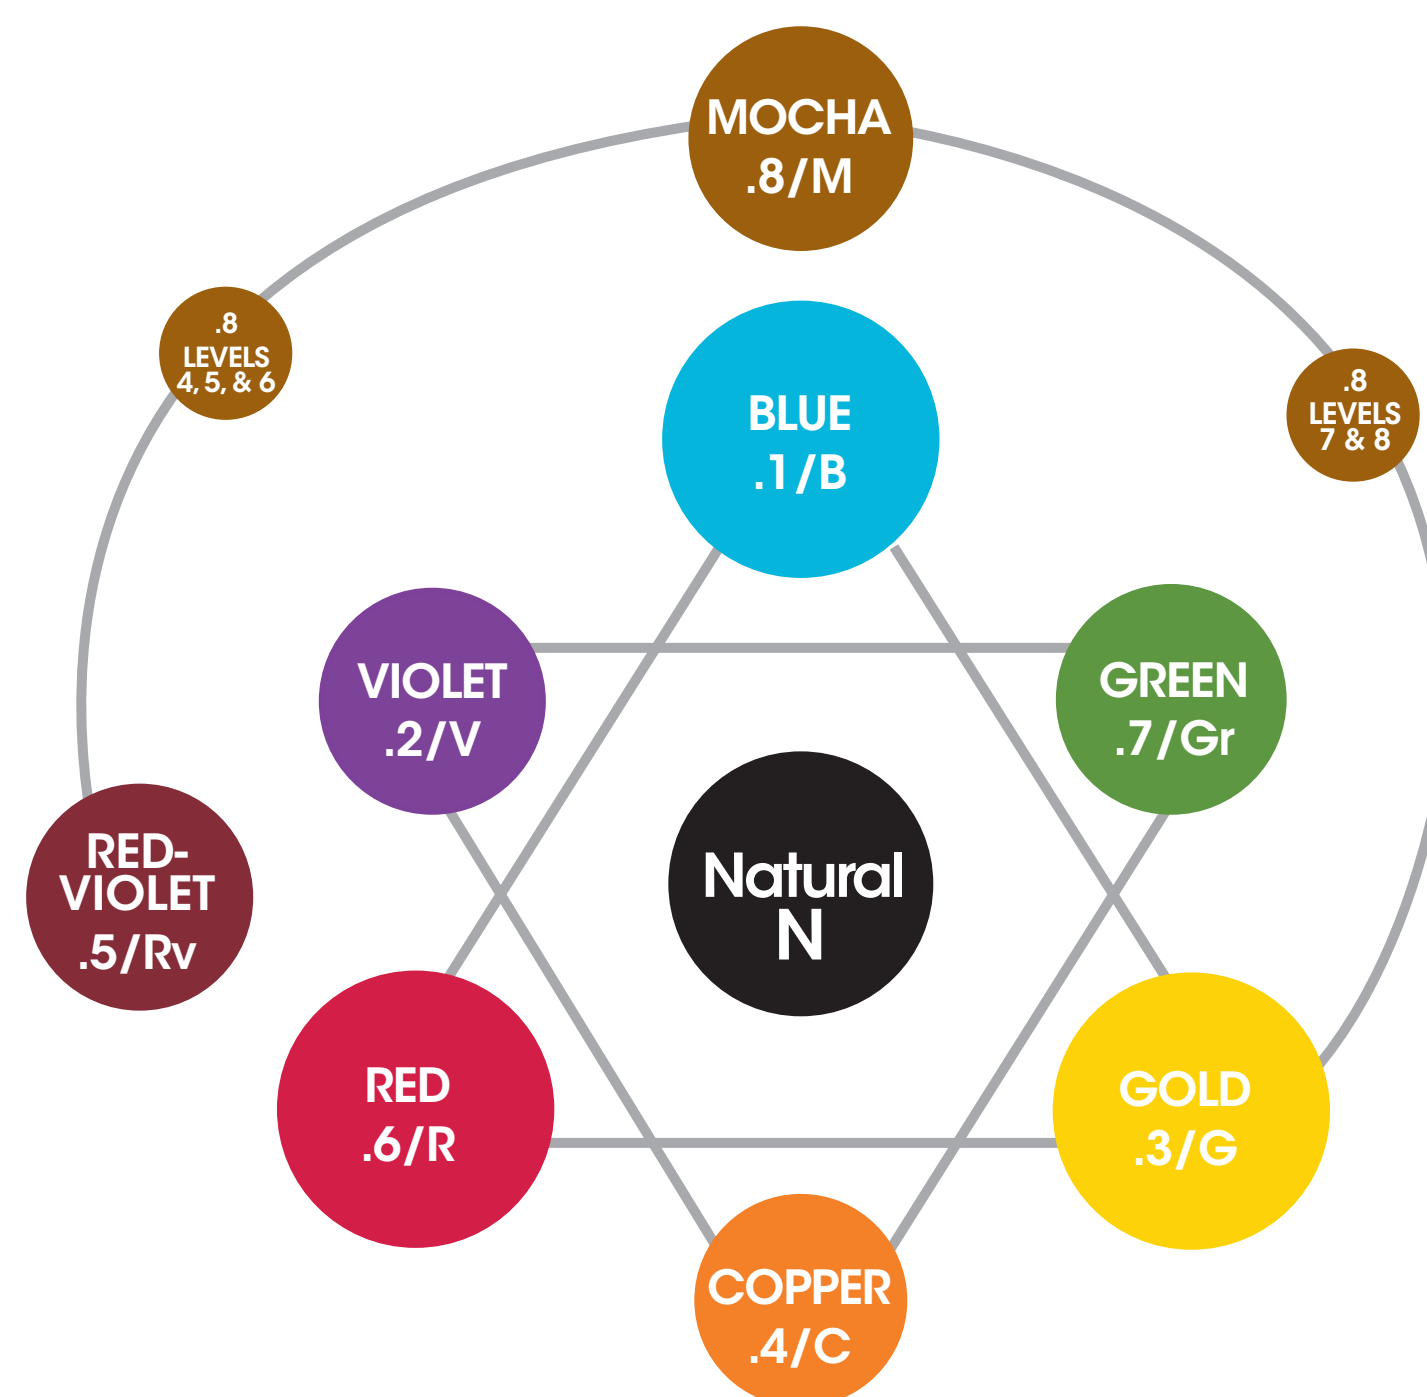 MOCHA
.8/M
.8
LEVELS
4, 5, & 6
.8
LEVELS
7 & 8
BLUE
.1/B
VIOLET
.2/V
GREEN
.7/Gr
Natural
N
RED-
VIOLET
.5/Rv
RED
.6/R
GOLD
.3/G
COPPER
.4/C